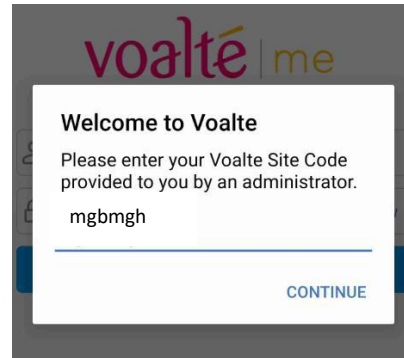 voalté | me
Welcome to Voalte
Please enter your Voalte Site Code
provided to you by an administrator.
mgbmgh
CONTINUE